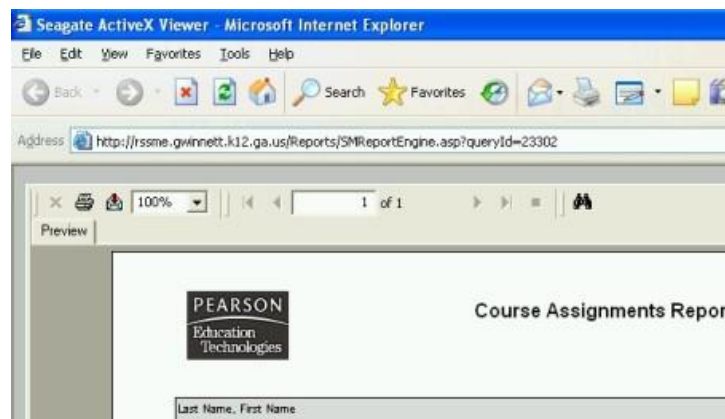 Seagate ActiveX Viewer - Microsoft Internet Explorer
File Edit View Favorites Tools Help
Back Search Favorites
Address http://rssme.gwinnett.k12.ga.us/Reports/SMReportEngine.asp?queryId=23302
100% 1 of 1
Preview
PEARSON
Education
Technologies
Course Assignments Repor
Last Name, First Name